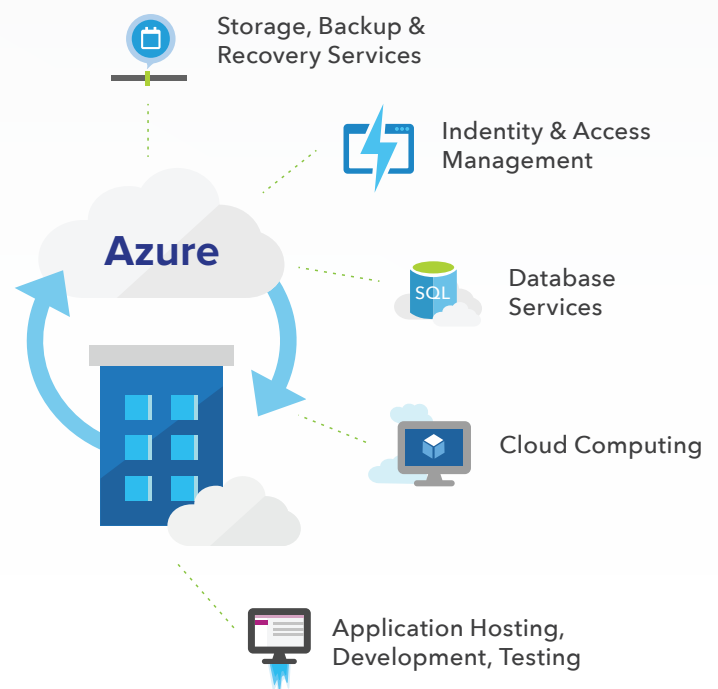 Storage, Backup &
Recovery Services
Indentity & Access
Management
Azure
SQL
Database
Services
Cloud Computing
Application Hosting,
Development, Testing